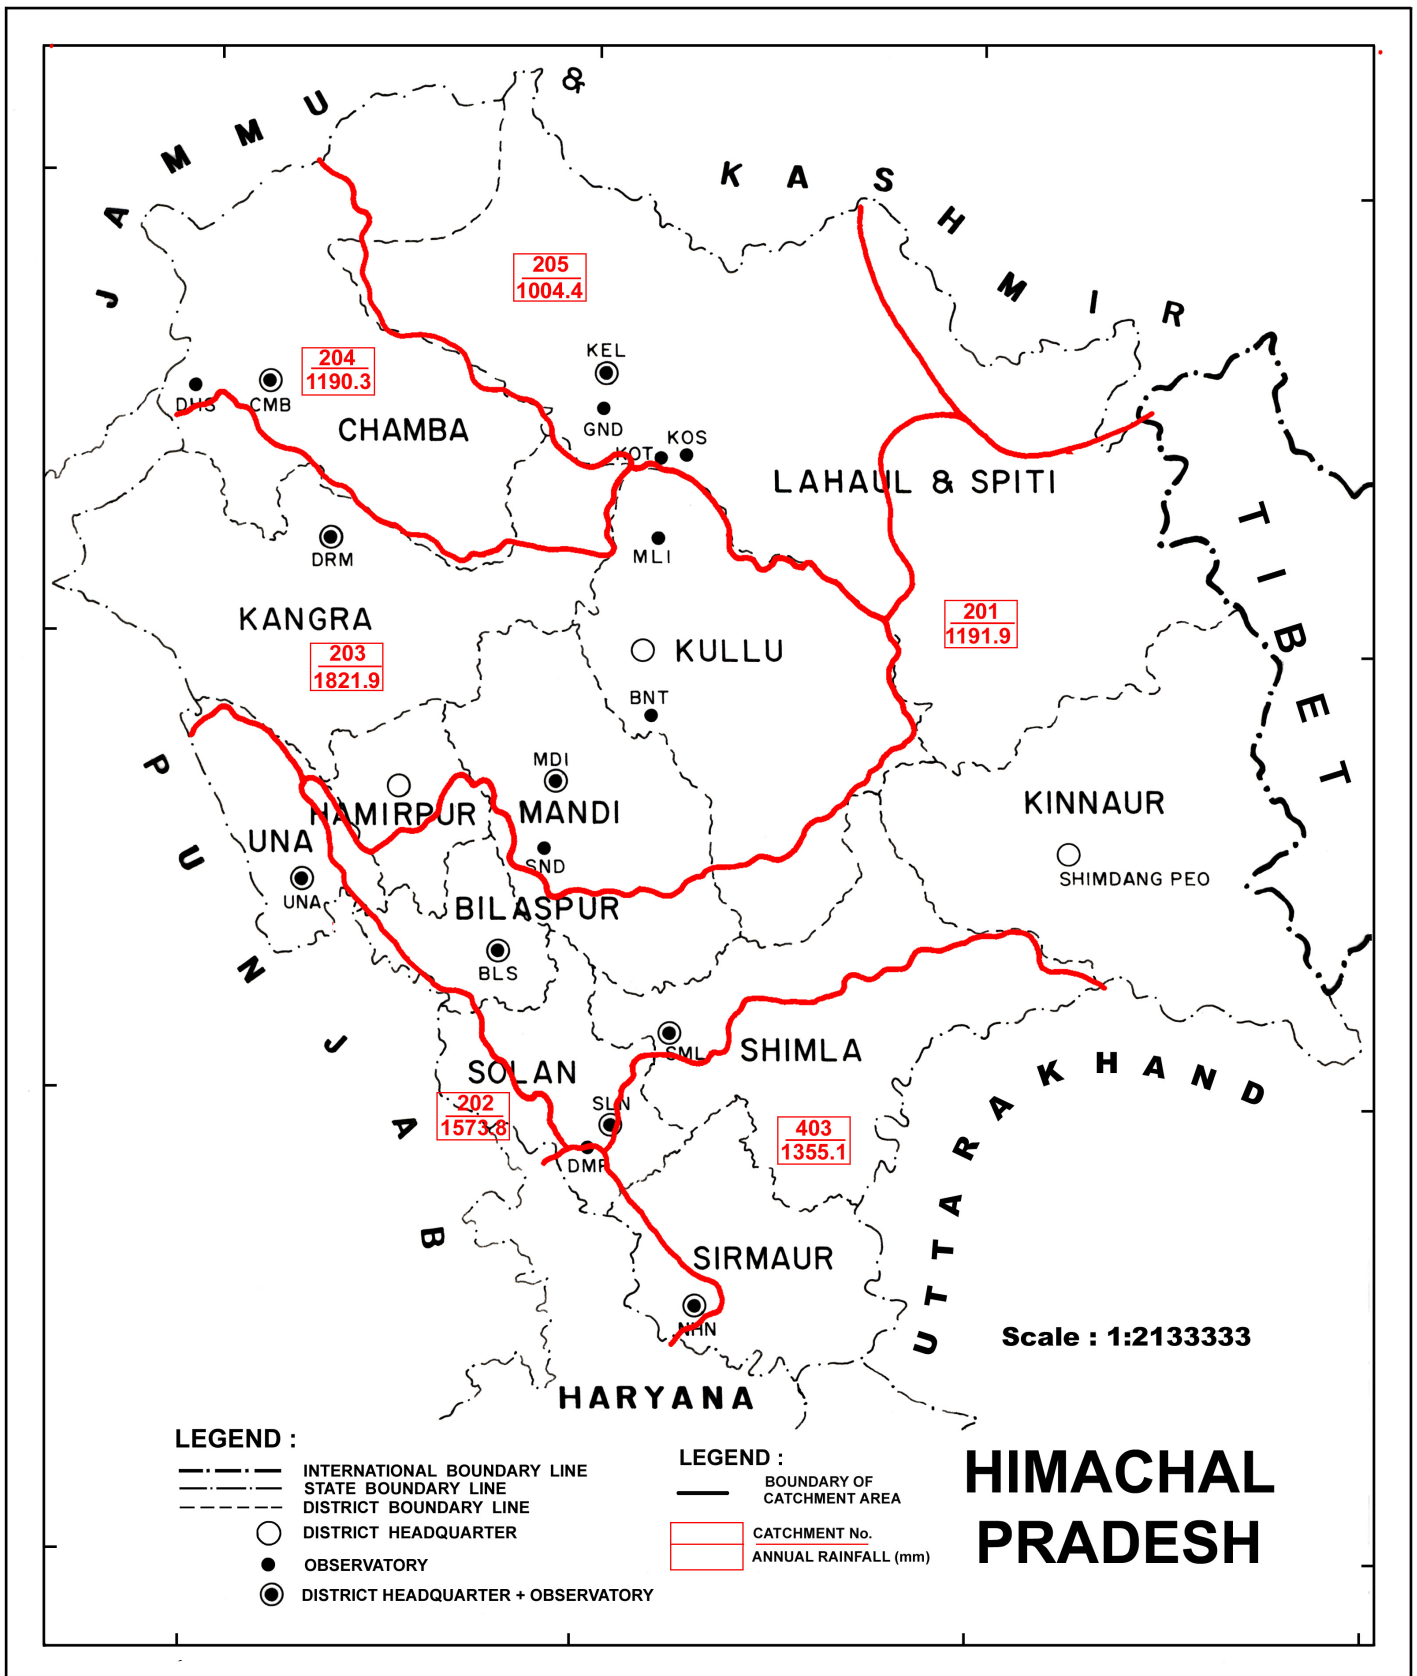 JAMMU & KASHMIR
205
1004.4
204
1190.3
KEL
DHS
CMB
GND
KOT
KOS
CHAMBA
LAHAUL & SPITI
TIBET
DRM
MLI
KANGRA
201
1191.9
203
1821.9
KULLU
BNT
PUNJAB
MDI
HAMIRPUR
MANDI
KINNAUR
UNA
SND
UNA
SHIMDANG PEO
BILASPUR
BLS
SML
SHIMLA
SOLAN
UTTARAKHAND
202
1573.8
SLN
403
1355.1
DMP
SIRMAUR
NHN
Scale : 1:2133333
HARYANA
LEGEND :
INTERNATIONAL BOUNDARY LINE
STATE BOUNDARY LINE
DISTRICT BOUNDARY LINE
DISTRICT HEADQUARTER
OBSERVATORY
DISTRICT HEADQUARTER + OBSERVATORY
LEGEND :
BOUNDARY OF
CATCHMENT AREA
CATCHMENT No.
ANNUAL RAINFALL (mm)
HIMACHAL
PRADESH